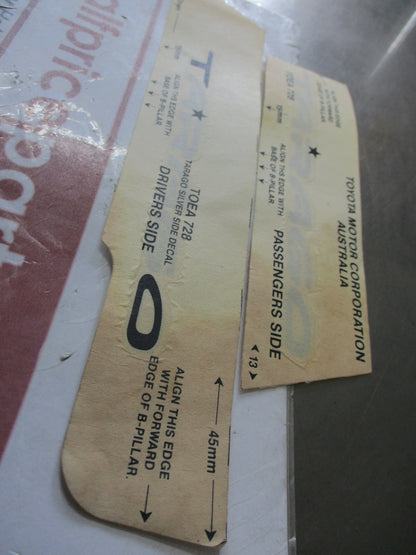 alfpricepart
ALIGN THIS EDGE WITH
BASE OF B-PILLAR
TOEA 728
TARAGO SILVER SIDE DECAL
DRIVERS SIDE
ALIGN THIS EDGE
WITH FORWARD
EDGE OF B-PILLAR.
45mm
TOEA 728
ALIGN THIS EDGE WITH
BASE OF B-PILLAR
PASSENGERS SIDE
13
TOYOTA MOTOR CORPORATION
AUSTRALIA